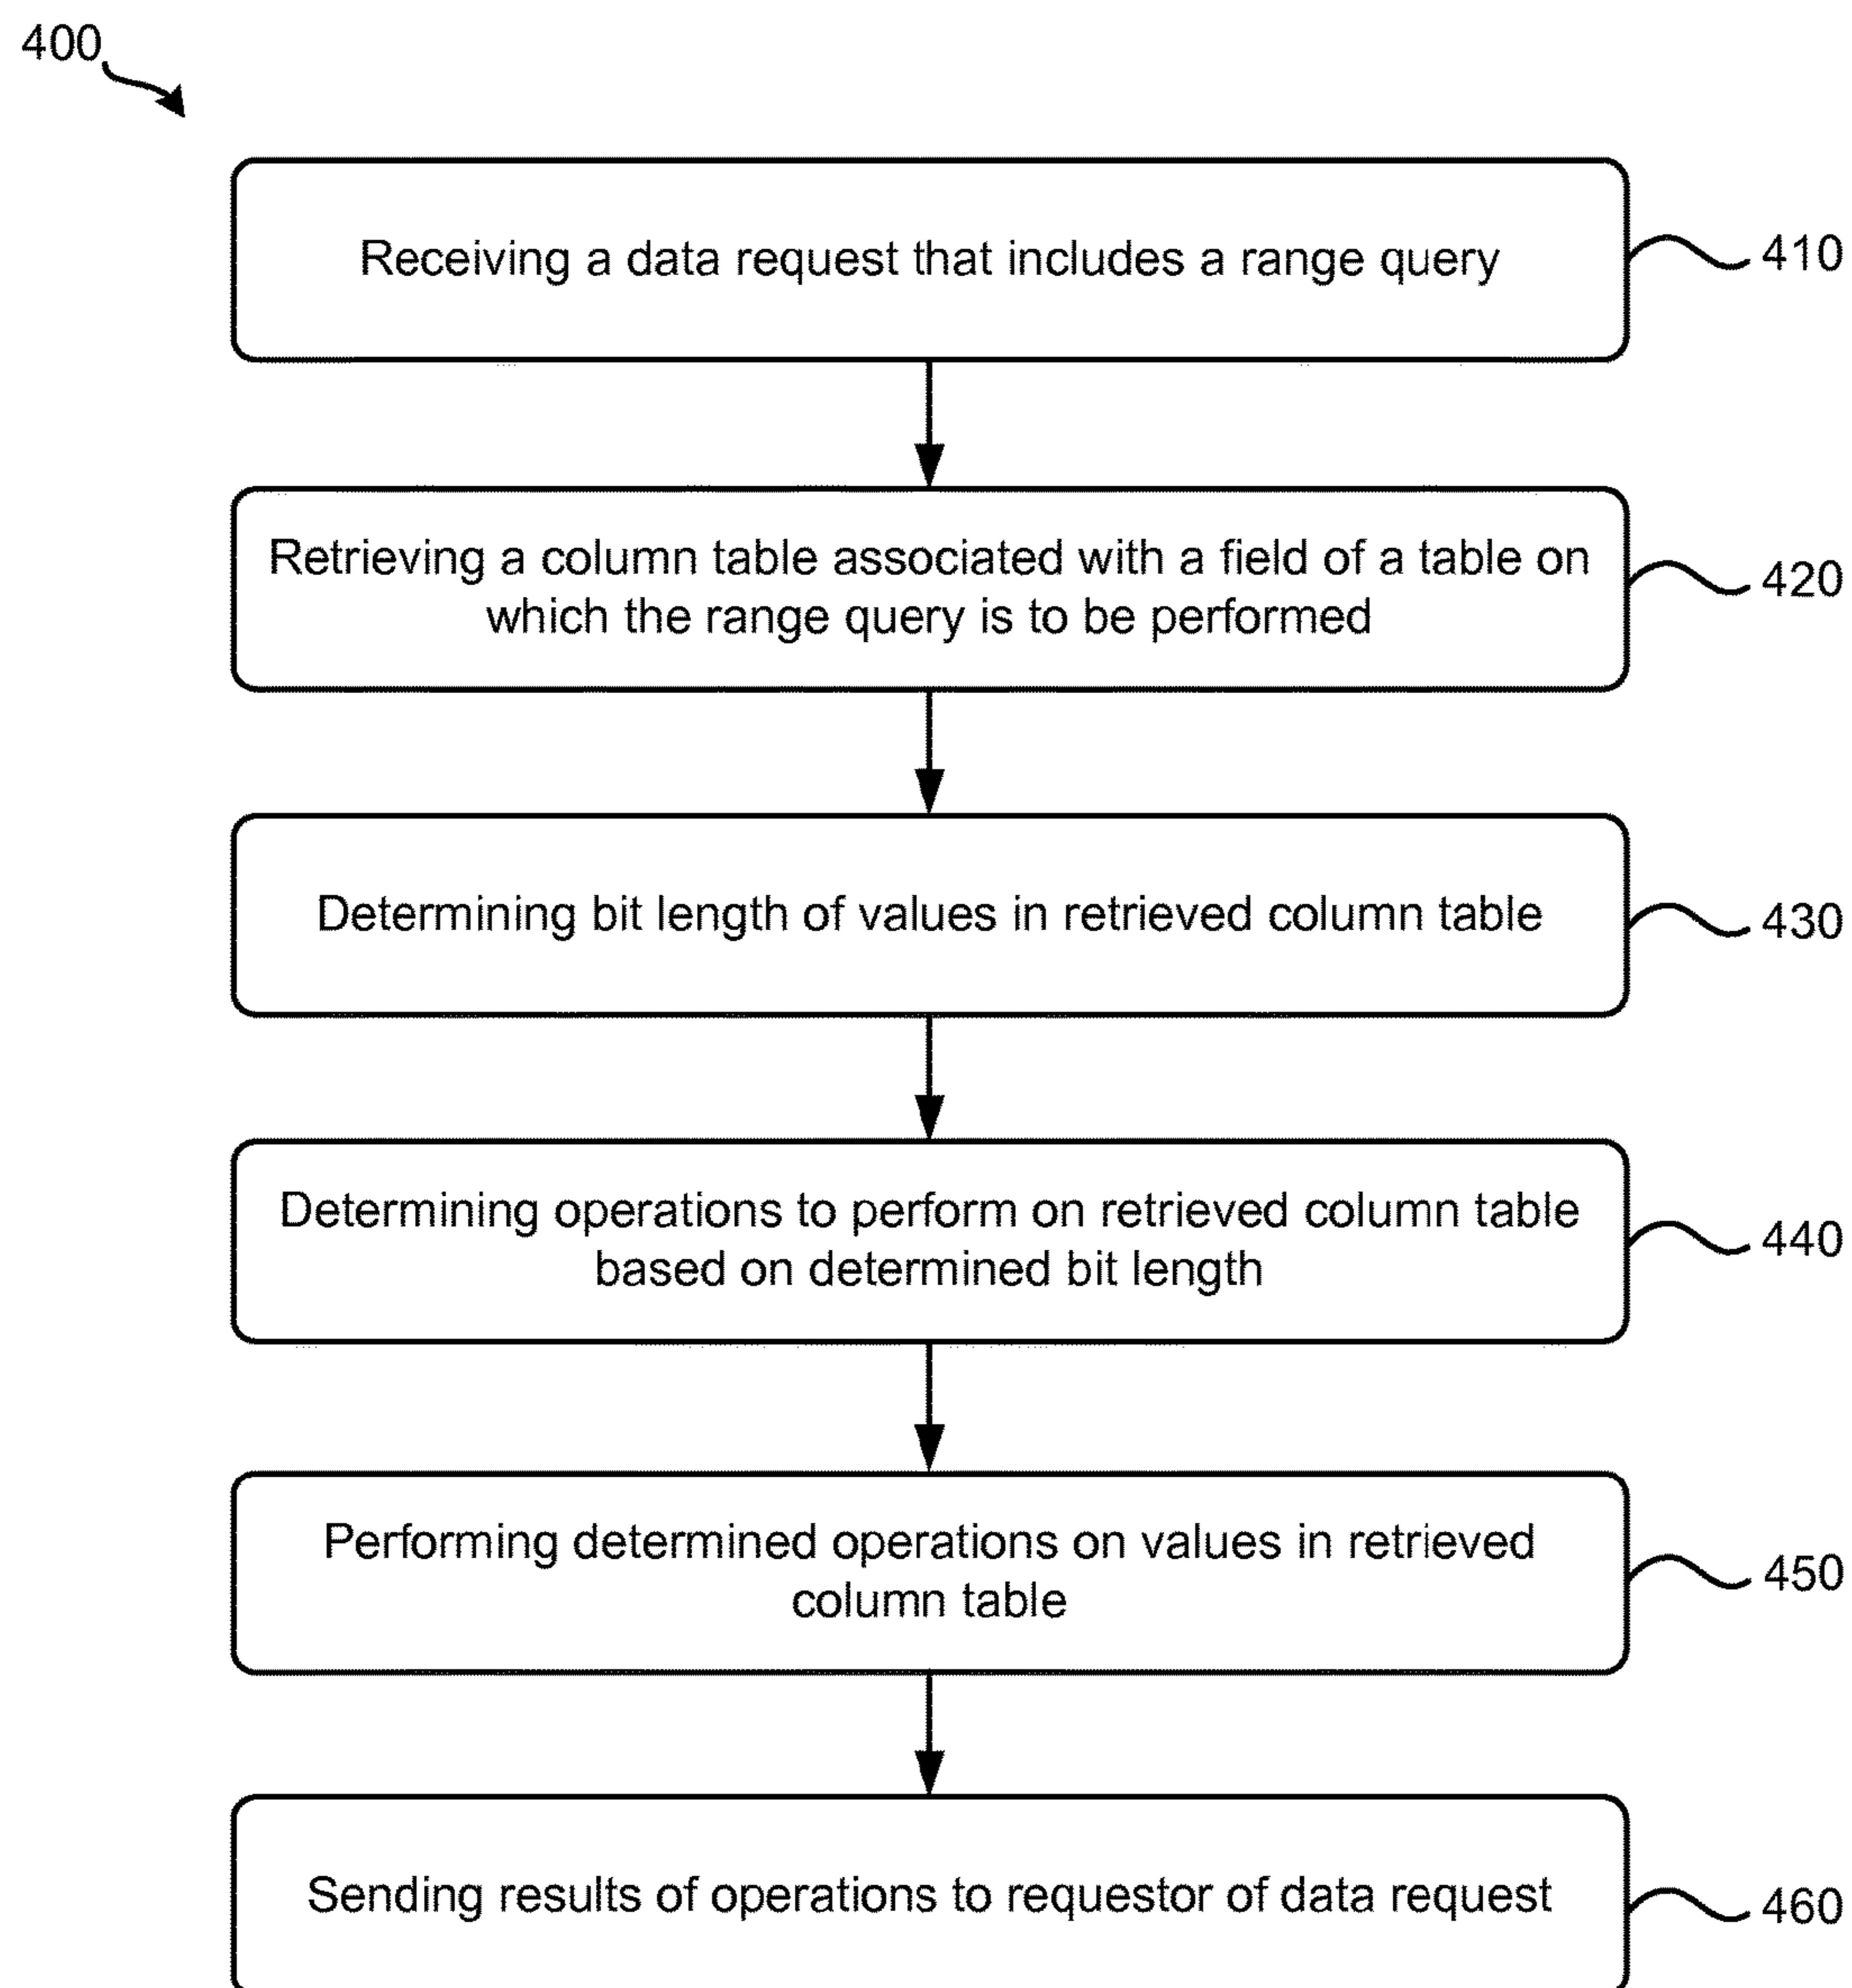 400
Receiving a data request that includes a range query
410
Retrieving a column table associated with a field of a table on
which the range query is to be performed
420
Determining bit length of values in retrieved column table
430
Determining operations to perform on retrieved column table
based on determined bit length
440
Performing determined operations on values in retrieved
column table
450
Sending results of operations to requestor of data request
460